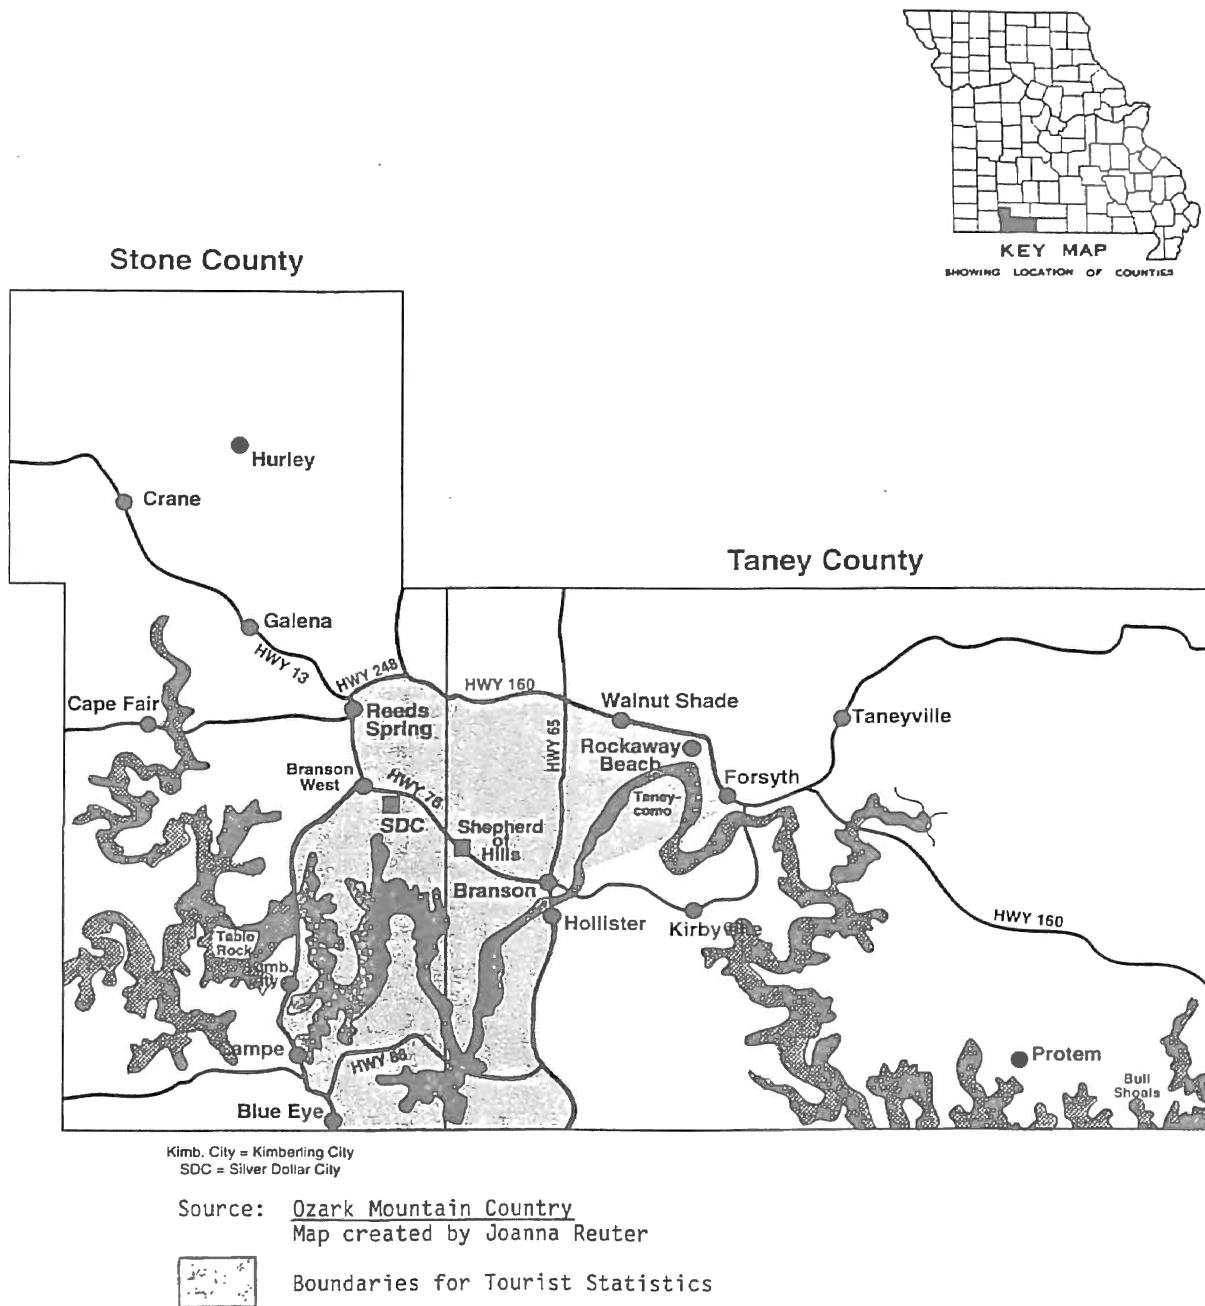 KEY MAP
SHOWING LOCATION OF COUNTIES
Stone County
Hurley
Crane
Taney County
Galena
HWY 13
HWY 248
HWY 160
Cape Fair
Reeds
Spring
Walnut Shade
Taneyville
HWY 65
Rockaway
Beach
Branson
West
HWY 76
Forsyth
Taney-
como
SDC
Shepherd
of
Hills
Branson
Hollister
Kirbyville
HWY 160
Table
Rock
Kimb.
City
Lampe
HWY 86
Protem
Bull
Shoals
Blue Eye
Kimb. City = Kimberling City
SDC = Silver Dollar City
Source: Ozark Mountain Country
Map created by Joanna Reuter
Boundaries for Tourist Statistics